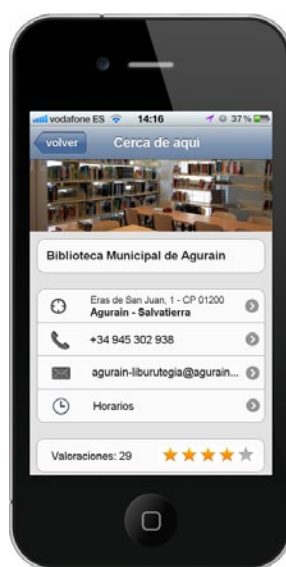 vodafone ES 14:16 37%
volver Cerca de aqui
Biblioteca Municipal de Agurain
Eras de San Juan, 1 - CP 01200
Agurain - Salvatierra
+34 945 302 938
agurain-liburutegia@agurain...
Horarios
Valoraciones: 29